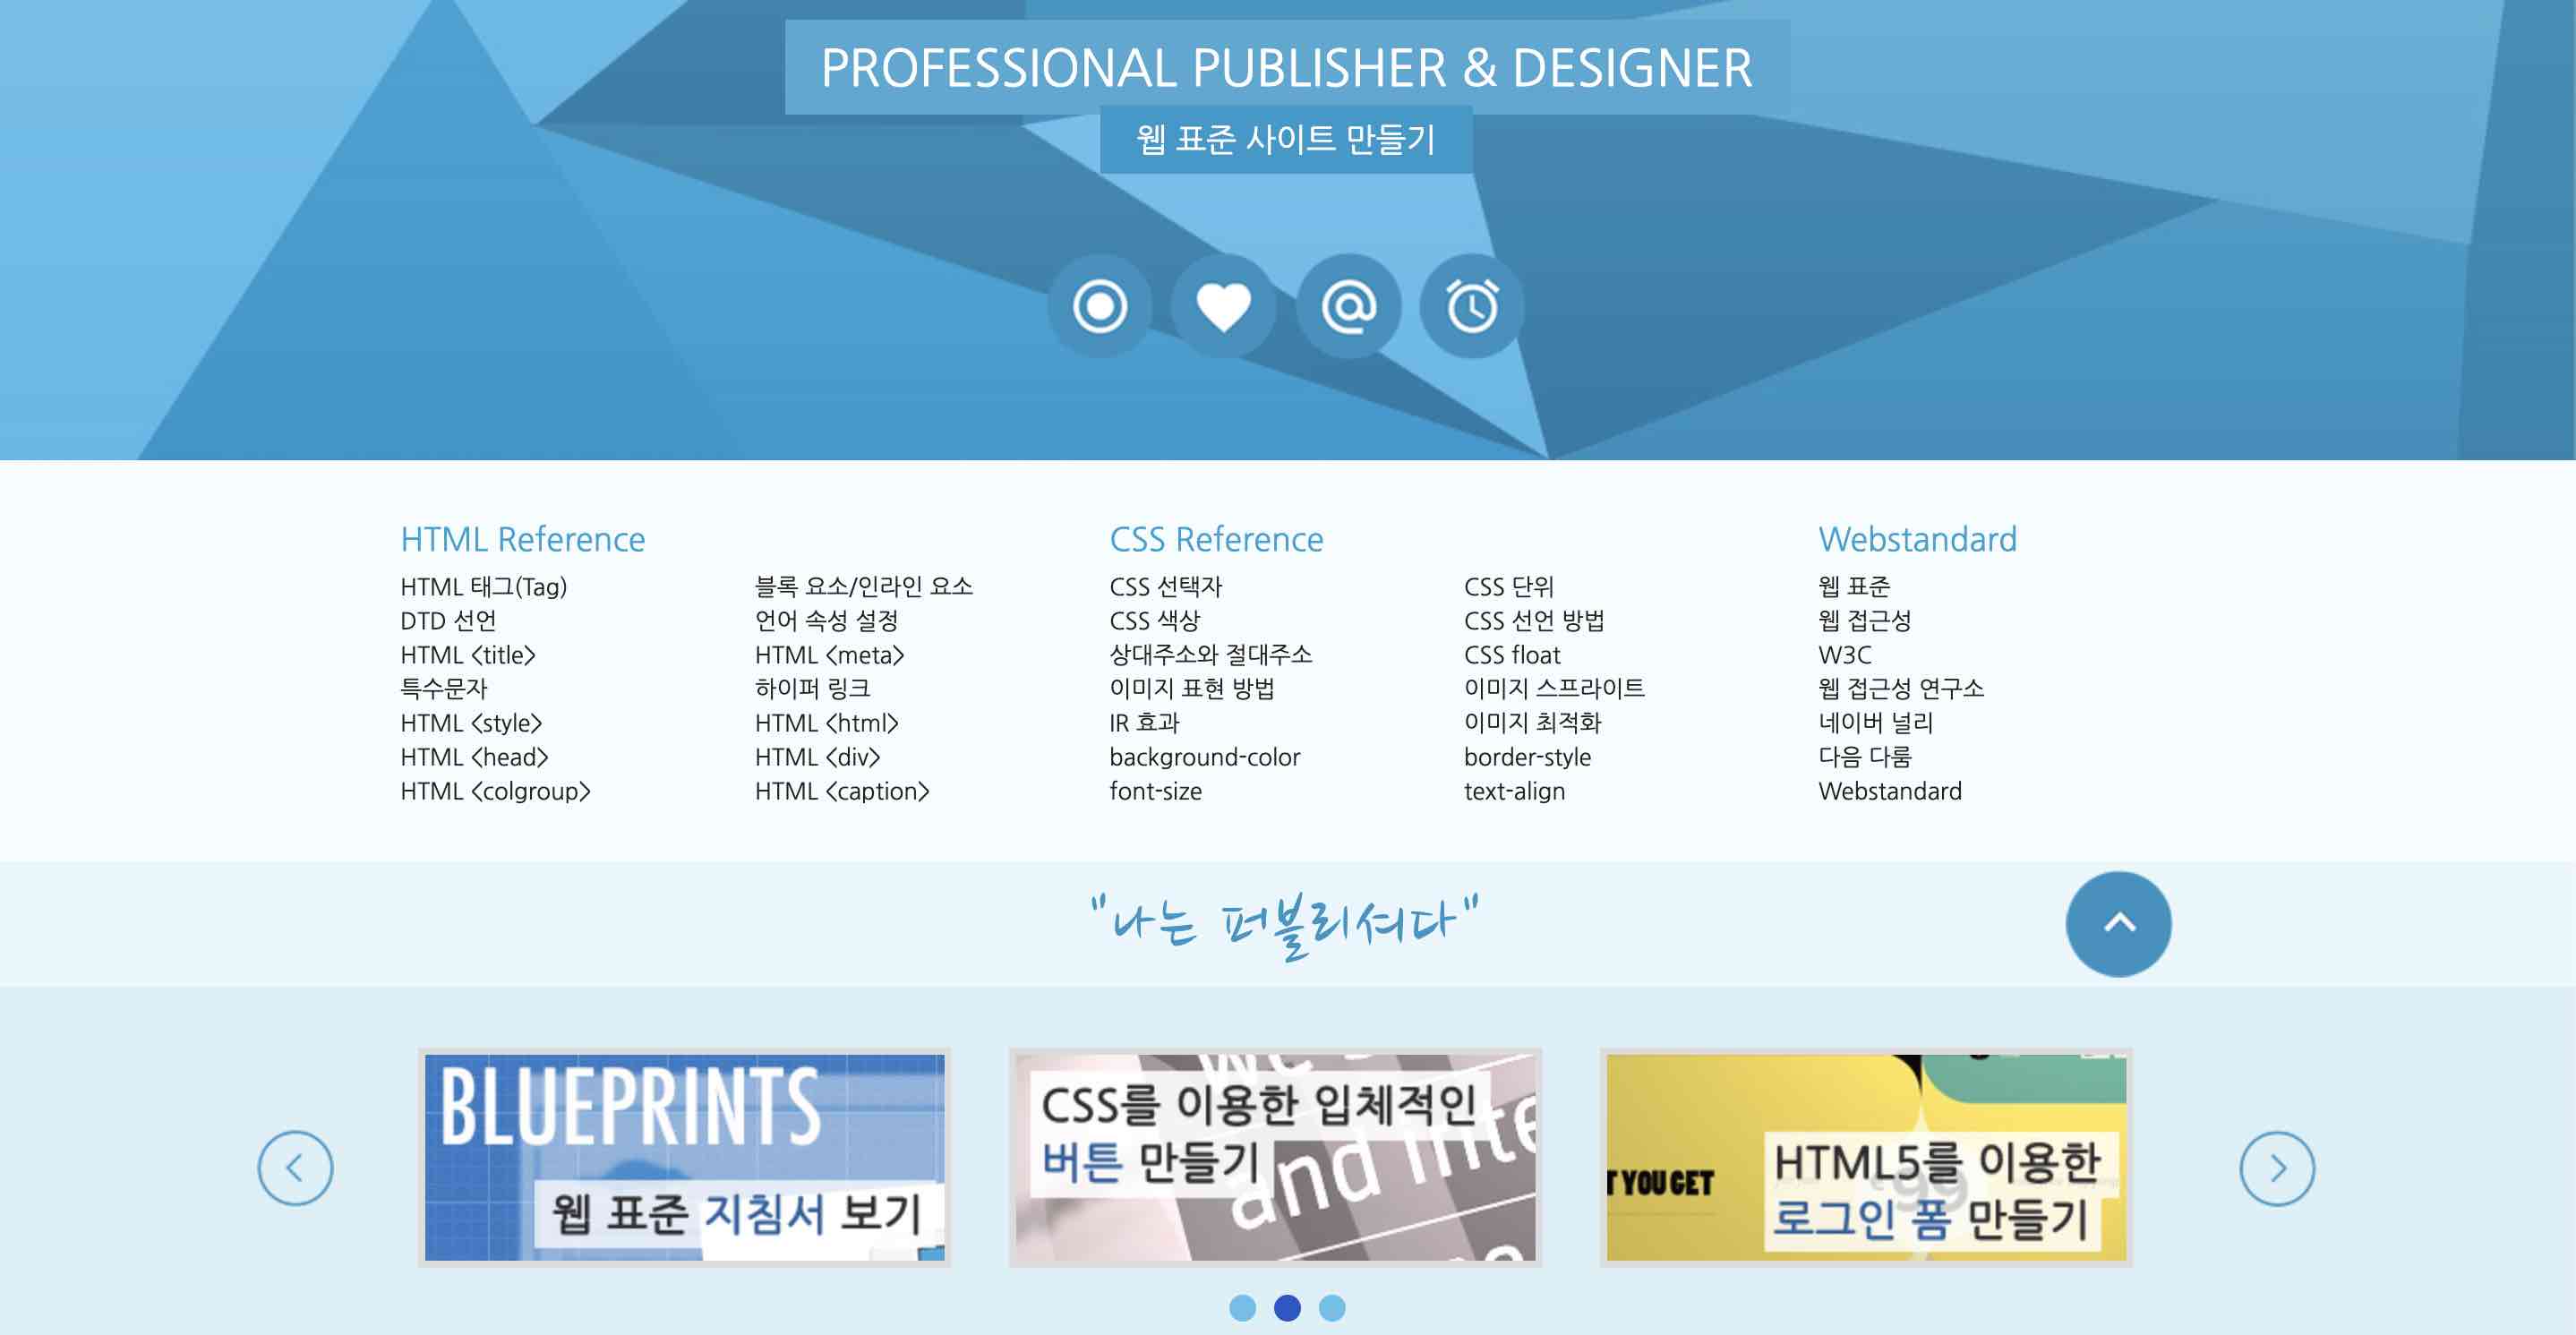 PROFESSIONAL PUBLISHER & DESIGNER
웹 표준 사이트 만들기
HTML Reference
HTML 태그(Tag)
DTD 선언
HTML <title>
특수문자
HTML <style>
HTML <head>
HTML <colgroup>
블록 요소/인라인 요소
언어 속성 설정
HTML <meta>
하이퍼 링크
HTML <html>
HTML <div>
HTML <caption>
CSS Reference
CSS 선택자
CSS 색상
상대주소와 절대주소
이미지 표현 방법
IR 효과
background-color
font-size
CSS 단위
CSS 선언 방법
CSS float
이미지 스프라이트
이미지 최적화
border-style
text-align
Webstandard
웹 표준
웹 접근성
W3C
웹 접근성 연구소
네이버 널리
다음 다룸
Webstandard
"나는 퍼블리셔다"
BLUEPRINTS
웹 표준 지침서 보기
CSS를 이용한 입체적인
버튼 만들기
and inte
T YOU GET
HTML5를 이용한
로그인 폼 만들기